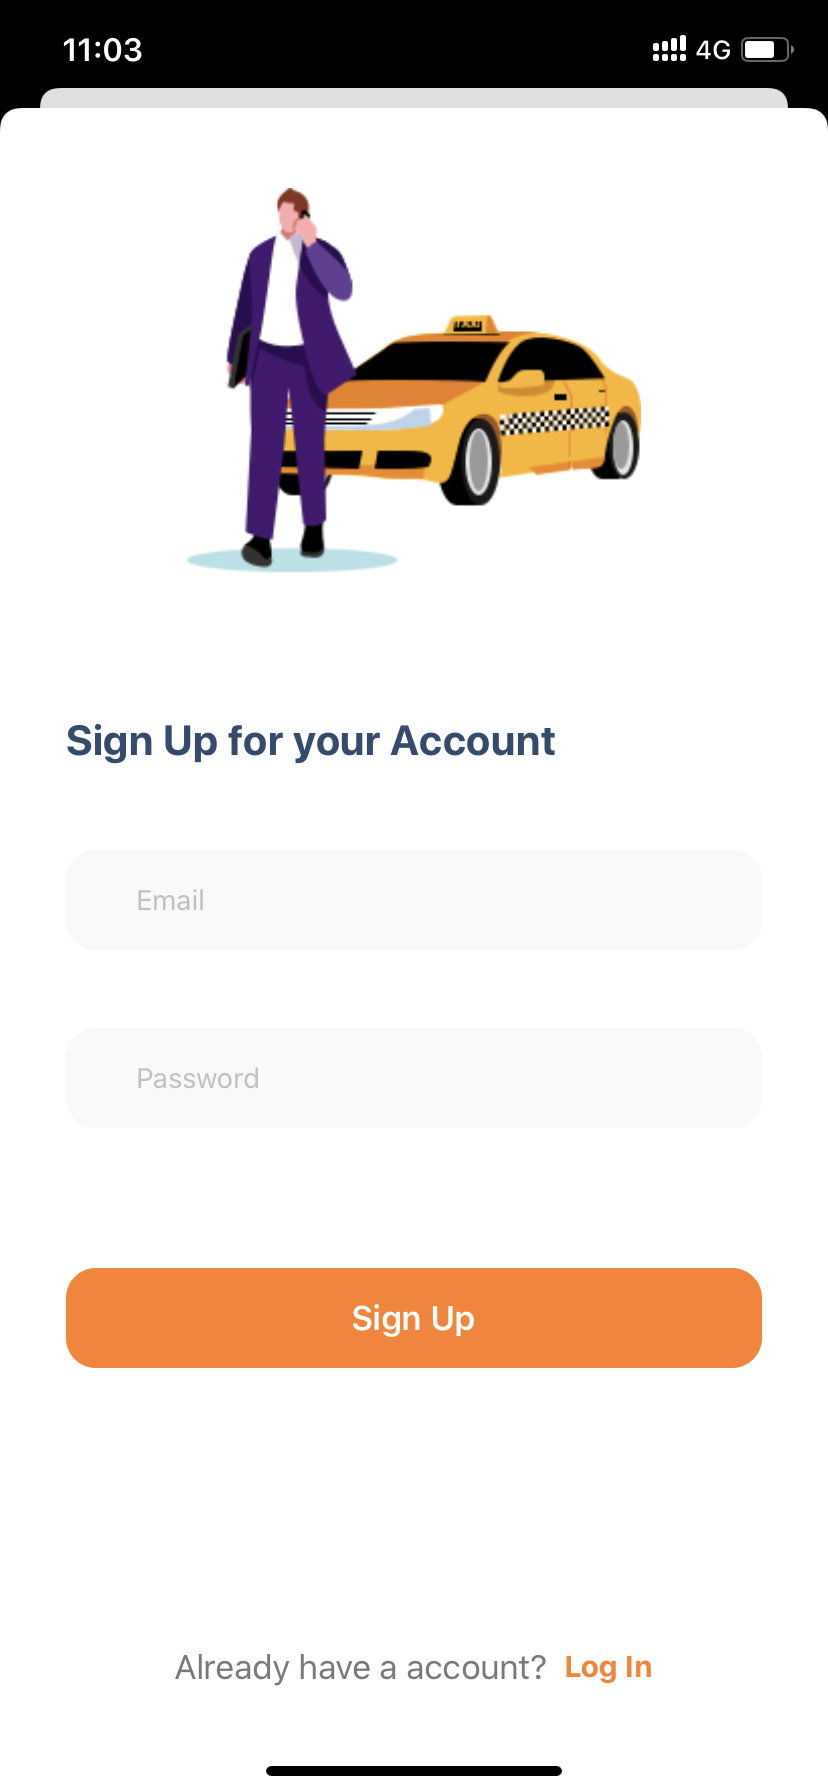 11:03 4G
TAXI
Sign Up for your Account
Email
Password
Sign Up
Already have a account? Log In